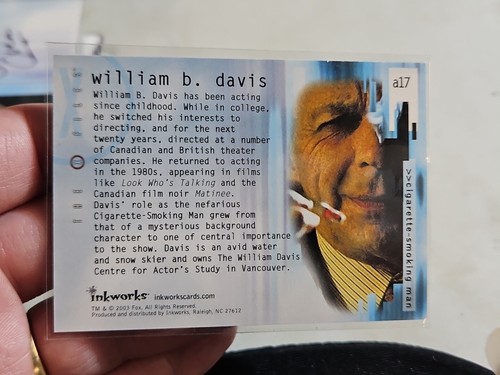 william b. davis
a17
William B. Davis has been acting
since childhood. While in college,
he switched his interests to
directing, and for the next
twenty years, directed at a number
of Canadian and British theater
companies. He returned to acting
in the 1980s, appearing in films
like Look Who's Talking and the
Canadian film noir Matinee.
Davis' role as the nefarious
Cigarette-Smoking Man grew from
that of a mysterious background
character to one of central importance
to the show. Davis is an avid water
and snow skier and owns The William Davis
Centre for Actor's Study in Vancouver.
>>cigarette-smoking man
inkworks inkworkscards.com
TM & © 2003 Fox. All Rights Reserved.
Produced and distributed by Inkworks, Raleigh, NC 27612